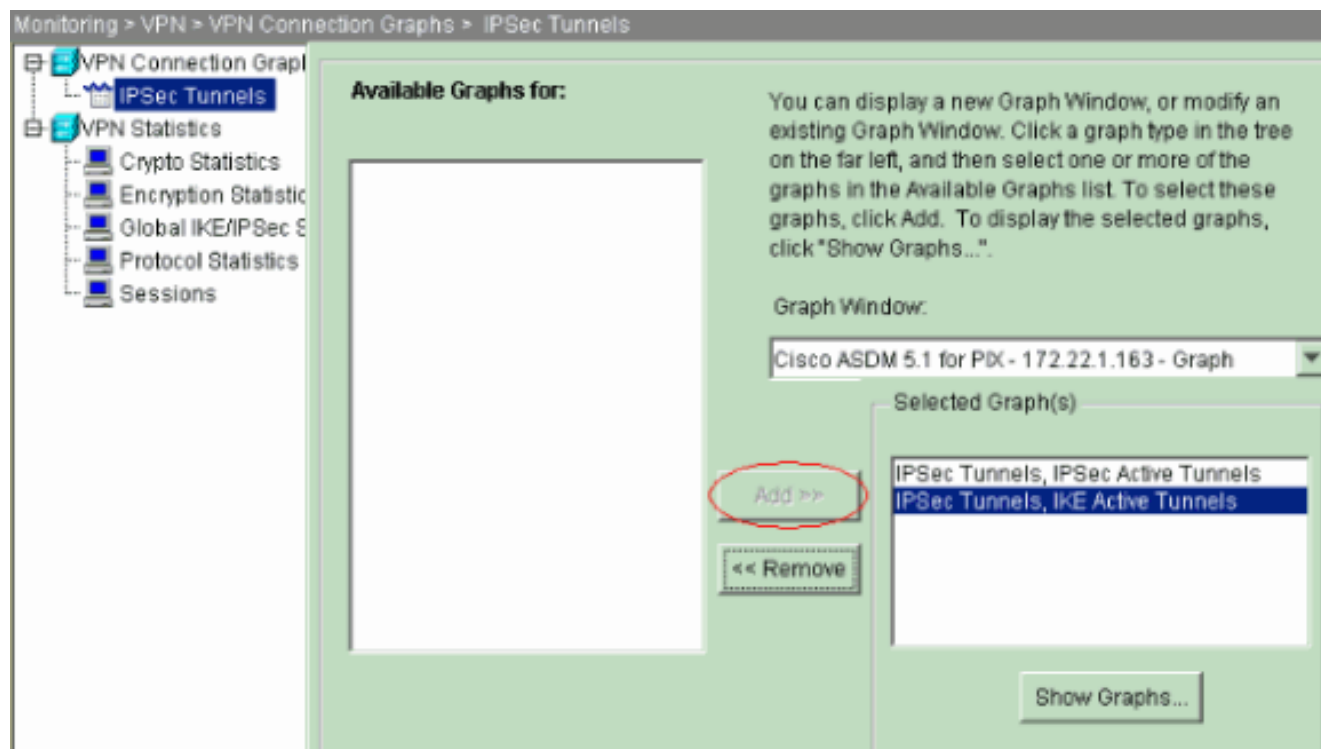 Monitoring > VPN > VPN Connection Graphs > IPSec Tunnels
VPN Connection Grapl
IPSec Tunnels
VPN Statistics
Crypto Statistics
Encryption Statistic
Global IKE/IPSec S
Protocol Statistics
Sessions
Available Graphs for:
You can display a new Graph Window, or modify an
existing Graph Window. Click a graph type in the tree
on the far left, and then select one or more of the
graphs in the Available Graphs list. To select these
graphs, click Add. To display the selected graphs,
click "Show Graphs...".
Graph Window:
Cisco ASDM 5.1 for PIX - 172.22.1.163 - Graph
Selected Graph(s)
IPSec Tunnels, IPSec Active Tunnels
IPSec Tunnels, IKE Active Tunnels
Add >>
<< Remove
Show Graphs...